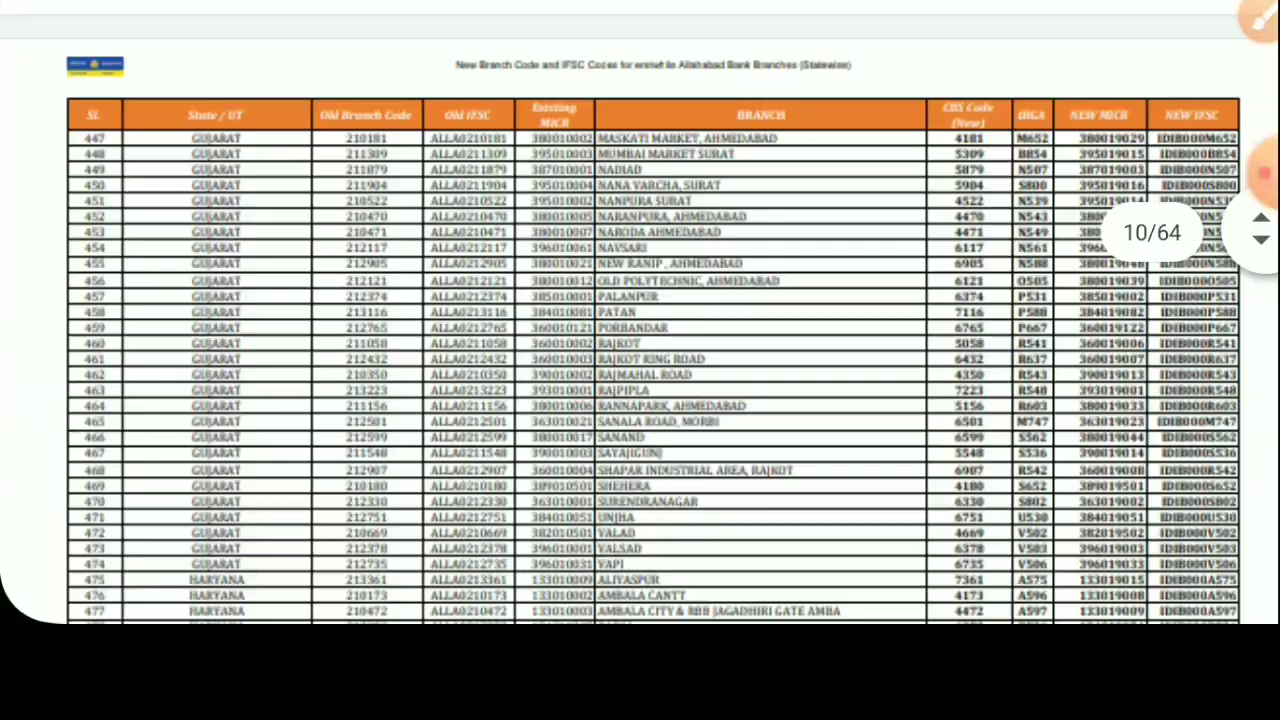 New Branch Code and IFSC Codes for erstwhile Allahabad Bank Branches (Statewise)
SL State / UT Old Branch Code Old IFSC Existing MICR BRANCH CBS Code (New) IBGA NEW MICR NEW IFSC
447 GUJARAT 210181 ALLA0210181 380010002 MASKATI MARKET, AHMEDABAD 4181 M652 380019029 IDIB000M652
448 GUJARAT 211309 ALLA0211309 395010003 MUMBAI MARKET SURAT 5309 B854 395019015 IDIB000B854
449 GUJARAT 211879 ALLA0211879 387010001 NADIAD 5879 N507 387019003 IDIB000N507
450 GUJARAT 211904 ALLA0211904 395010004 NANA VARCHA, SURAT 5904 S800 395019016 IDIB000S800
451 GUJARAT 210522 ALLA0210522 395010002 NANPURA SURAT 4522 N539
452 GUJARAT 210470 ALLA0210470 380010005 NARANPURA, AHMEDABAD 4470 N543
453 GUJARAT 210471 ALLA0210471 380010007 NARODA AHMEDABAD 4471 N549
10/64
454 GUJARAT 212117 ALLA0212117 396010061 NAVSARI 6117 N561
455 GUJARAT 212905 ALLA0212905 380010021 NEW RANIP , AHMEDABAD 6905 N588
456 GUJARAT 212121 ALLA0212121 380010012 OLD POLYTECHNIC, AHMEDABAD 6121 O505 380019039 IDIB000O505
457 GUJARAT 212374 ALLA0212374 385010001 PALANPUR 6374 P531 385019002 IDIB000P531
458 GUJARAT 213116 ALLA0213116 384010081 PATAN 7116 P588 384019082 IDIB000P588
459 GUJARAT 212765 ALLA0212765 360010121 PORBANDAR 6765 P667 360019122 IDIB000P667
460 GUJARAT 211058 ALLA0211058 360010002 RAJKOT 5058 R541 360019006 IDIB000R541
461 GUJARAT 212432 ALLA0212432 360010003 RAJKOT RING ROAD 6432 R637 360019007 IDIB000R637
462 GUJARAT 210350 ALLA0210350 390010002 RAJMAHAL ROAD 4350 R543 390019013 IDIB000R543
463 GUJARAT 213223 ALLA0213223 393010001 RAJPIPLA 7223 R548 393019001 IDIB000R548
464 GUJARAT 211156 ALLA0211156 380010006 RANNAPARK, AHMEDABAD 5156 R603 380019033 IDIB000R603
465 GUJARAT 212501 ALLA0212501 363010021 SANALA ROAD, MORBI 6501 M747 363019023 IDIB000M747
466 GUJARAT 212599 ALLA0212599 380010017 SANAND 6599 S562 380019044 IDIB000S562
467 GUJARAT 211548 ALLA0211548 390010003 SAYAJIGUNJ 5548 S536 390019014 IDIB000S536
468 GUJARAT 212907 ALLA0212907 360010004 SHAPAR INDUSTRIAL AREA, RAJKOT 6907 R542 360019008 IDIB000R542
469 GUJARAT 210180 ALLA0210180 389010501 SHEHERA 4180 S652 389019501 IDIB000S652
470 GUJARAT 212330 ALLA0212330 363010001 SURENDRANAGAR 6330 S802 363019002 IDIB000S802
471 GUJARAT 212751 ALLA0212751 384010051 UNJHA 6751 U530 384019051 IDIB000U530
472 GUJARAT 210669 ALLA0210669 382010501 VALAD 4669 V502 382019502 IDIB000V502
473 GUJARAT 212378 ALLA0212378 396010001 VALSAD 6378 V503 396019003 IDIB000V503
474 GUJARAT 212735 ALLA0212735 396010031 VAPI 6735 V506 396019033 IDIB000V506
475 HARYANA 213361 ALLA0213361 133010009 ALIYASPUR 7361 A575 133019015 IDIB000A575
476 HARYANA 210173 ALLA0210173 133010002 AMBALA CANTT 4173 A596 133019008 IDIB000A596
477 HARYANA 210472 ALLA0210472 133010003 AMBALA CITY & RBB JAGADHIRI GATE AMBA 4472 A597 133019009 IDIB000A597